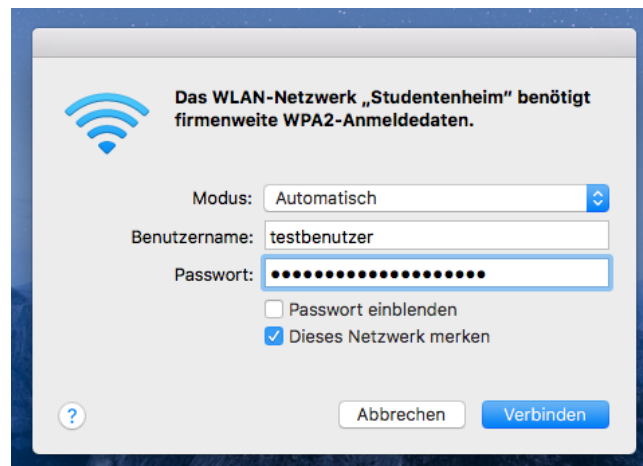 Das WLAN-Netzwerk „Studentenheim" benötigt
firmenweite WPA2-Anmeldedaten.
Modus: Automatisch
Benutzername: testbenutzer
Passwort: ••••••••••••••••••••
Passwort einblenden
Dieses Netzwerk merken
? Abbrechen Verbinden